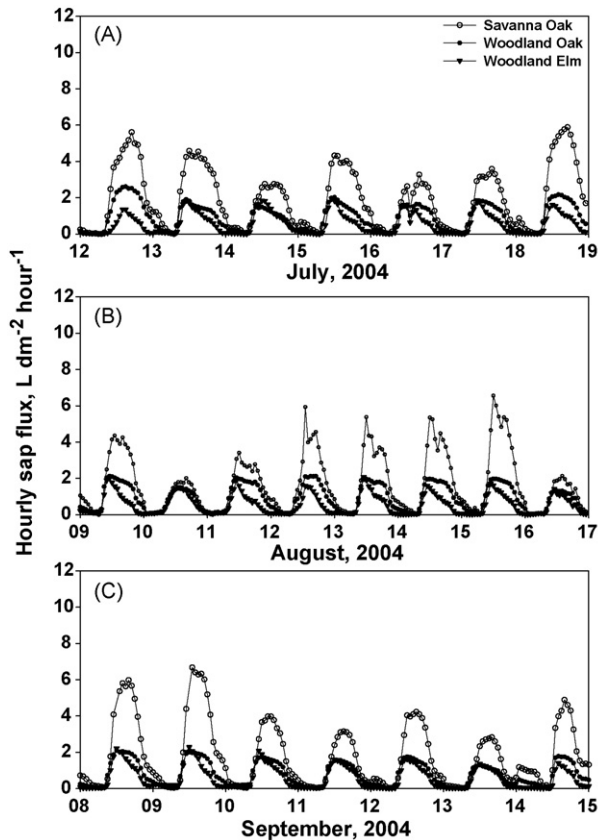 (A)
Savanna Oak
Woodland Oak
Woodland Elm
12
10
8
6
4
2
0
12 13 14 15 16 17 18 19
July, 2004
(B)
12
10
8
6
4
2
0
09 10 11 12 13 14 15 16 17
August, 2004
(C)
12
10
8
6
4
2
0
08 09 10 11 12 13 14 15
September, 2004
Hourly sap flux, L dm⁻² hour⁻¹